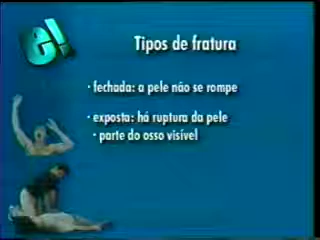 e!
Tipos de fratura
· fechada: a pele não se rompe
· exposta: há ruptura da pele
· parte do osso visível